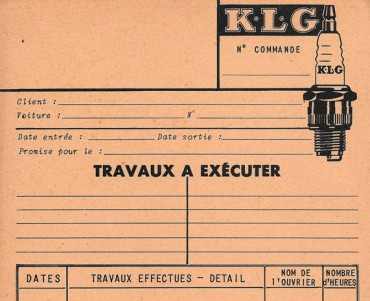 K·L·G
N° COMMANDE
K·L·G
Client :
Voiture : N°
Date entrée : Date sortie :
Promise pour le :
TRAVAUX A EXÉCUTER
DATES TRAVAUX EFFECTUES - DETAIL NOM DE l'OUVRIER NOMBRE d'HEURES